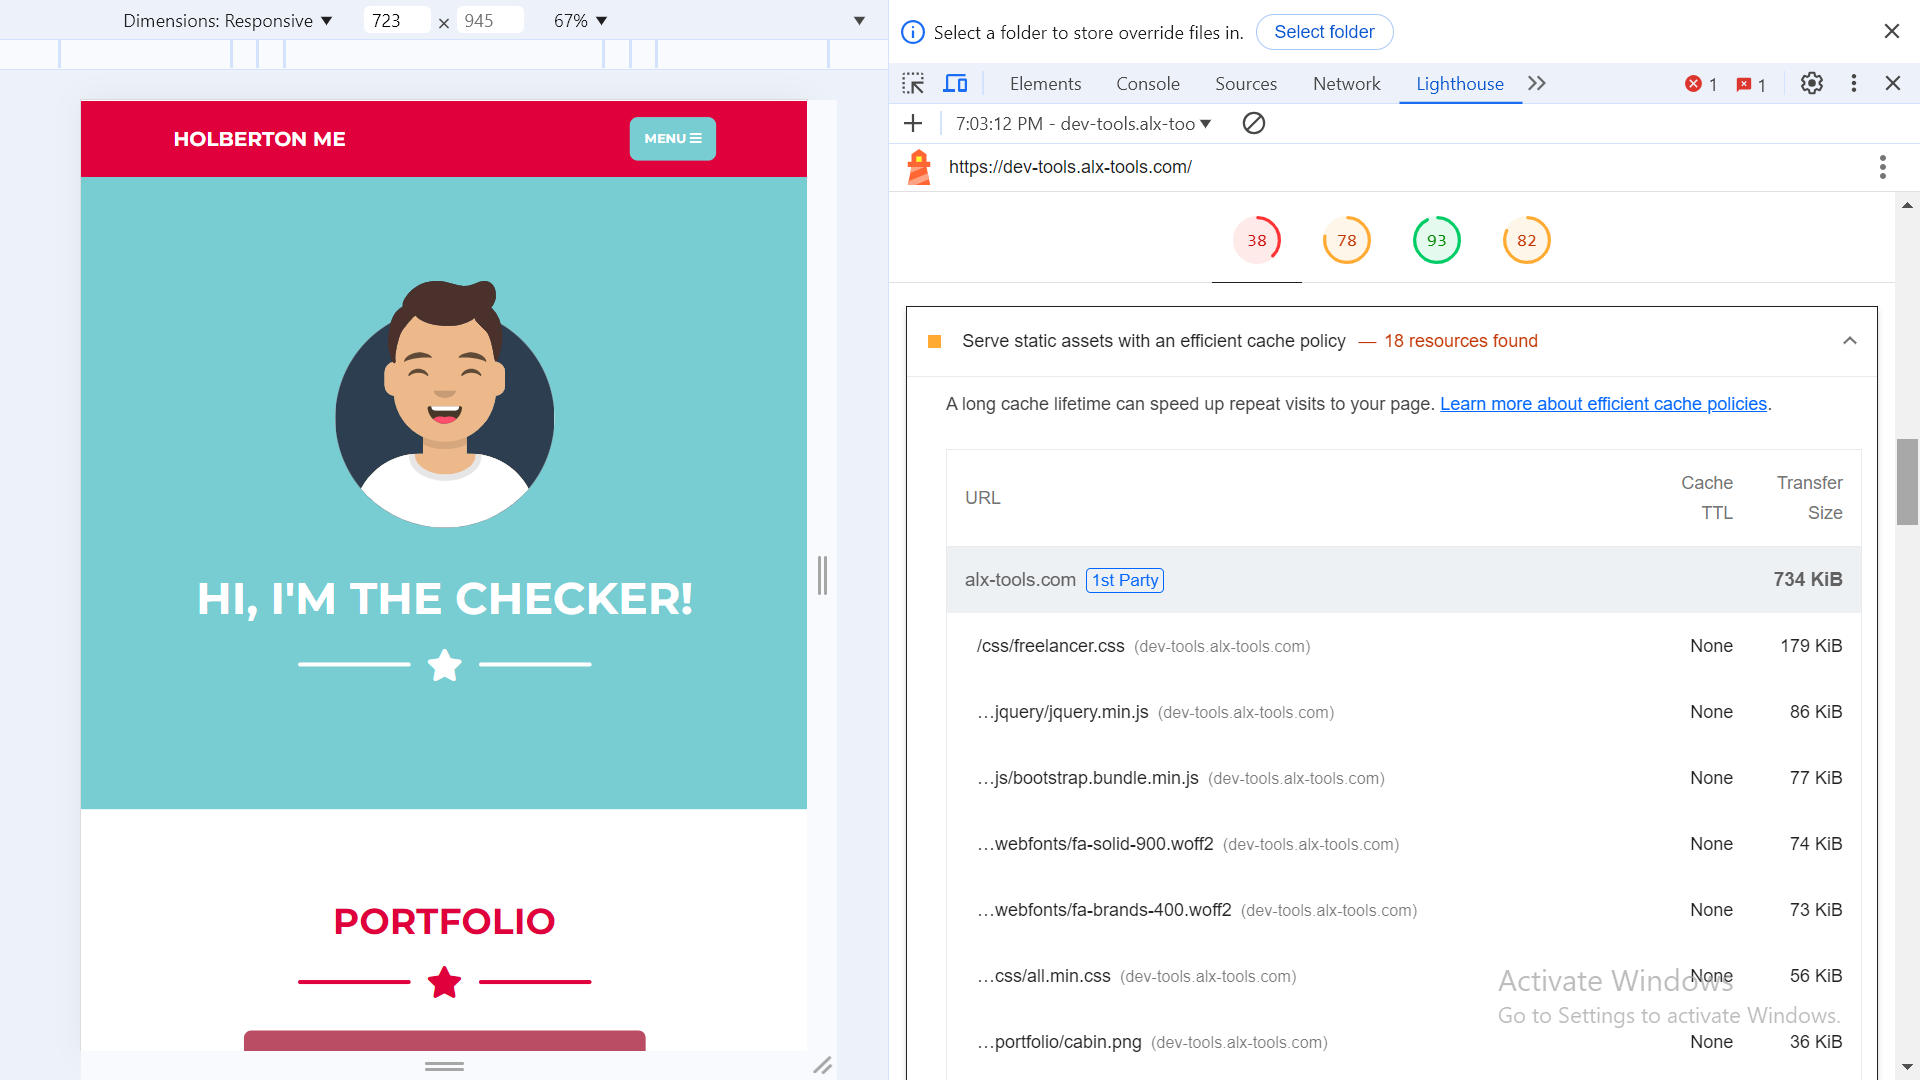 Dimensions: Responsive ▼ 723 × 945 67% ▼ ▼
HOLBERTON ME
MENU
HI, I'M THE CHECKER!
PORTFOLIO
Select a folder to store override files in. Select folder
Elements Console Sources Network Lighthouse 1 1
7:03:12 PM - dev-tools.alx-too ▼
https://dev-tools.alx-tools.com/
38 78 93 82
Serve static assets with an efficient cache policy — 18 resources found
A long cache lifetime can speed up repeat visits to your page. Learn more about efficient cache policies.
URL Cache TTL Transfer Size
alx-tools.com 1st Party 734 KiB
/css/freelancer.css (dev-tools.alx-tools.com) None 179 KiB
…jquery/jquery.min.js (dev-tools.alx-tools.com) None 86 KiB
…js/bootstrap.bundle.min.js (dev-tools.alx-tools.com) None 77 KiB
…webfonts/fa-solid-900.woff2 (dev-tools.alx-tools.com) None 74 KiB
…webfonts/fa-brands-400.woff2 (dev-tools.alx-tools.com) None 73 KiB
…css/all.min.css (dev-tools.alx-tools.com) None 56 KiB
…portfolio/cabin.png (dev-tools.alx-tools.com) None 36 KiB
Activate Windows
Go to Settings to activate Windows.